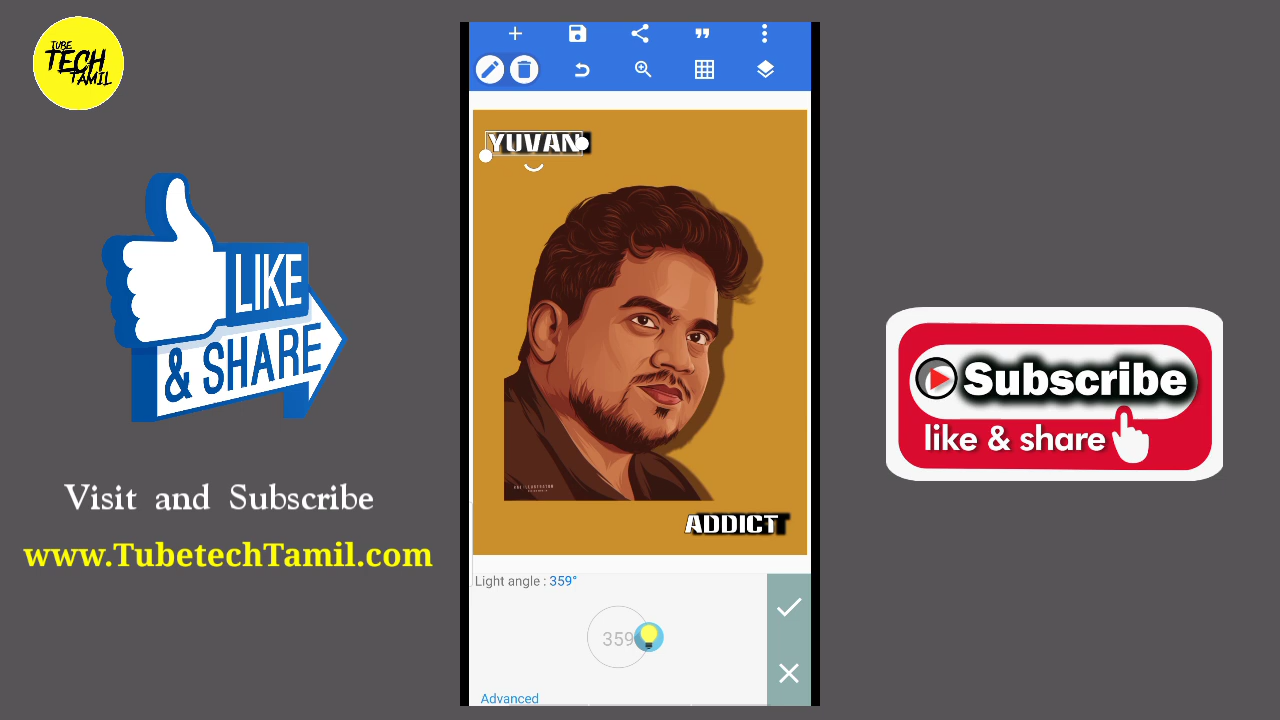 TUBE
TECH
TAMIL
LIKE
& SHARE
Visit and Subscribe
www.TubetechTamil.com
YUVAN
ADDICT
Light angle : 359°
359
Advanced
Subscribe
like & share